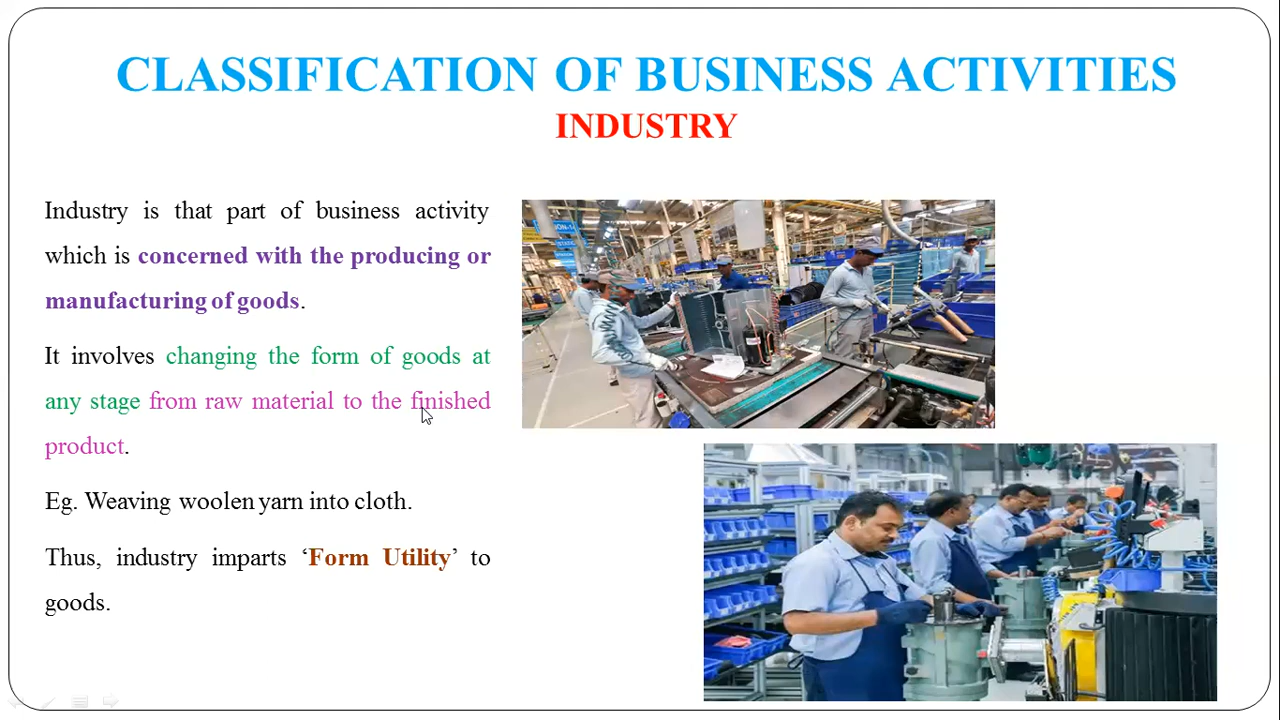 CLASSIFICATION OF BUSINESS ACTIVITIES
INDUSTRY
Industry is that part of business activity
which is concerned with the producing or
manufacturing of goods.
It involves changing the form of goods at
any stage from raw material to the finished
product.
Eg. Weaving woolen yarn into cloth.
Thus, industry imparts ‘Form Utility’ to
goods.